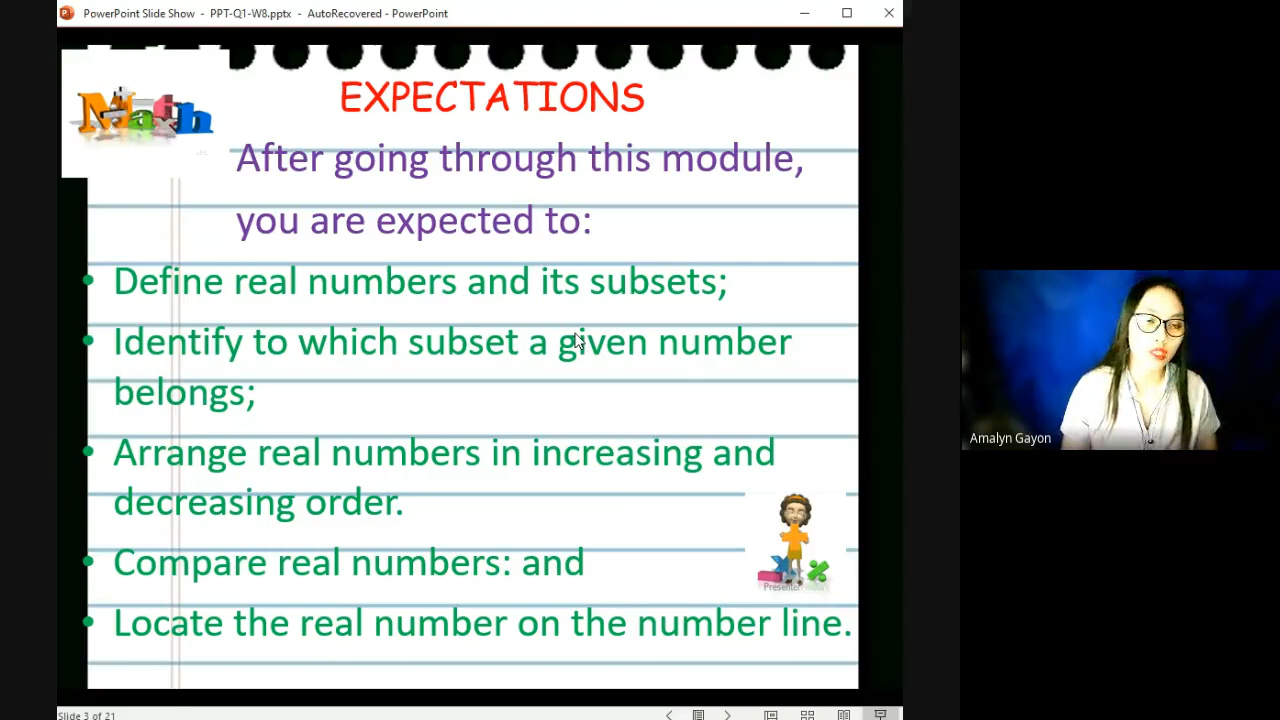 PowerPoint Slide Show - PPT-Q1-W8.pptx - AutoRecovered - PowerPoint
Math
EXPECTATIONS
After going through this module,
you are expected to:
• Define real numbers and its subsets;
• Identify to which subset a given number
belongs;
• Arrange real numbers in increasing and
decreasing order.
• Compare real numbers: and
• Locate the real number on the number line.
Amalyn Gayon
Slide 3 of 21